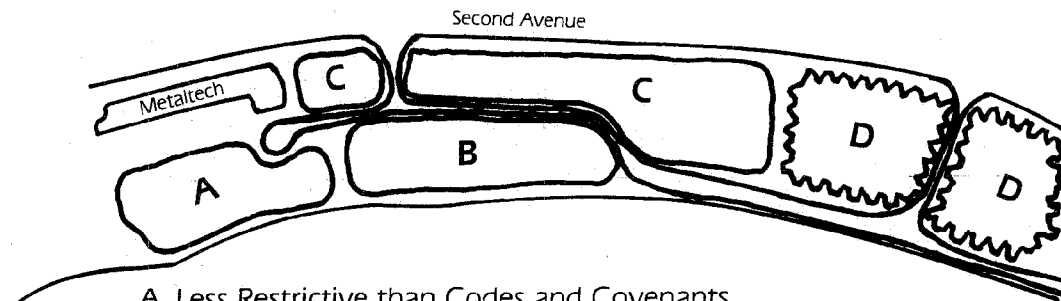 Second Avenue
Metaltech
C
C
D
D
B
A
A Less Restrictive than Codes and Covenants